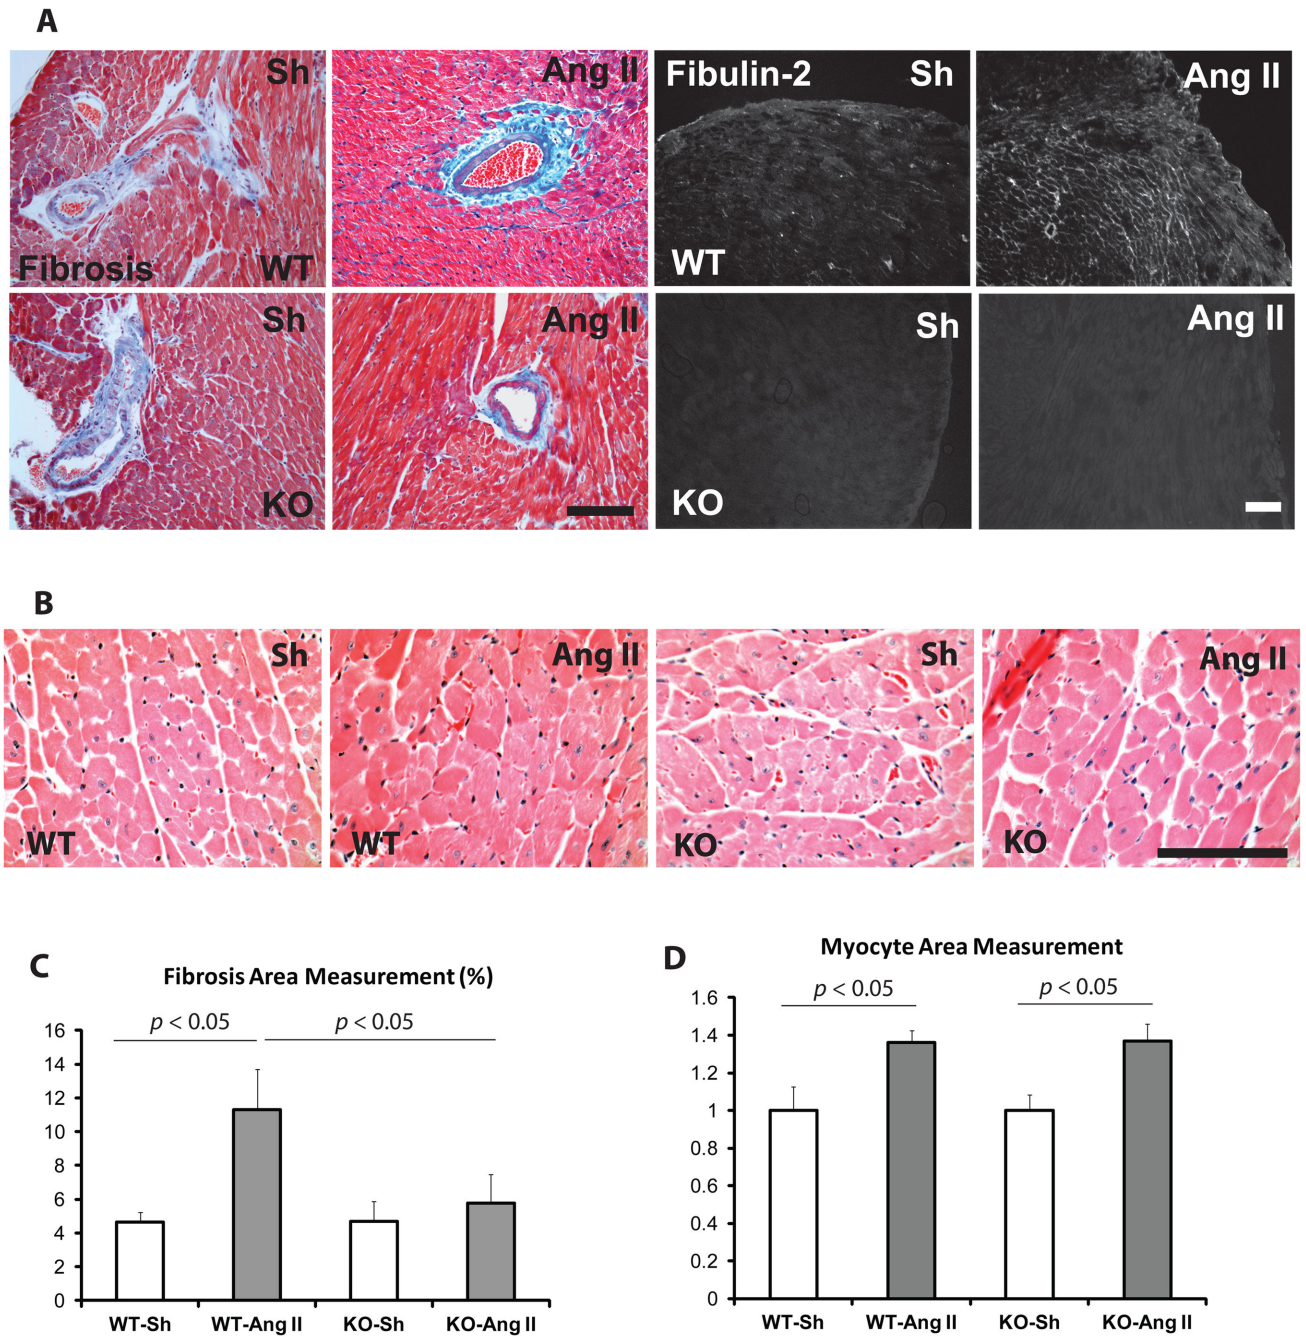 A
Sh
Ang II
Fibulin-2 Sh
Ang II
Fibrosis WT
WT
Sh
Ang II
Sh
Ang II
KO
KO
B
Sh
Ang II
Sh
Ang II
WT
WT
KO
KO
C
Fibrosis Area Measurement (%)
p < 0.05
p < 0.05
16
14
12
10
8
6
4
2
0
WT-Sh
WT-Ang II
KO-Sh
KO-Ang II
D
Myocyte Area Measurement
p < 0.05
p < 0.05
1.6
1.4
1.2
1
0.8
0.6
0.4
0.2
0
WT-Sh
WT-Ang II
KO-Sh
KO-Ang II